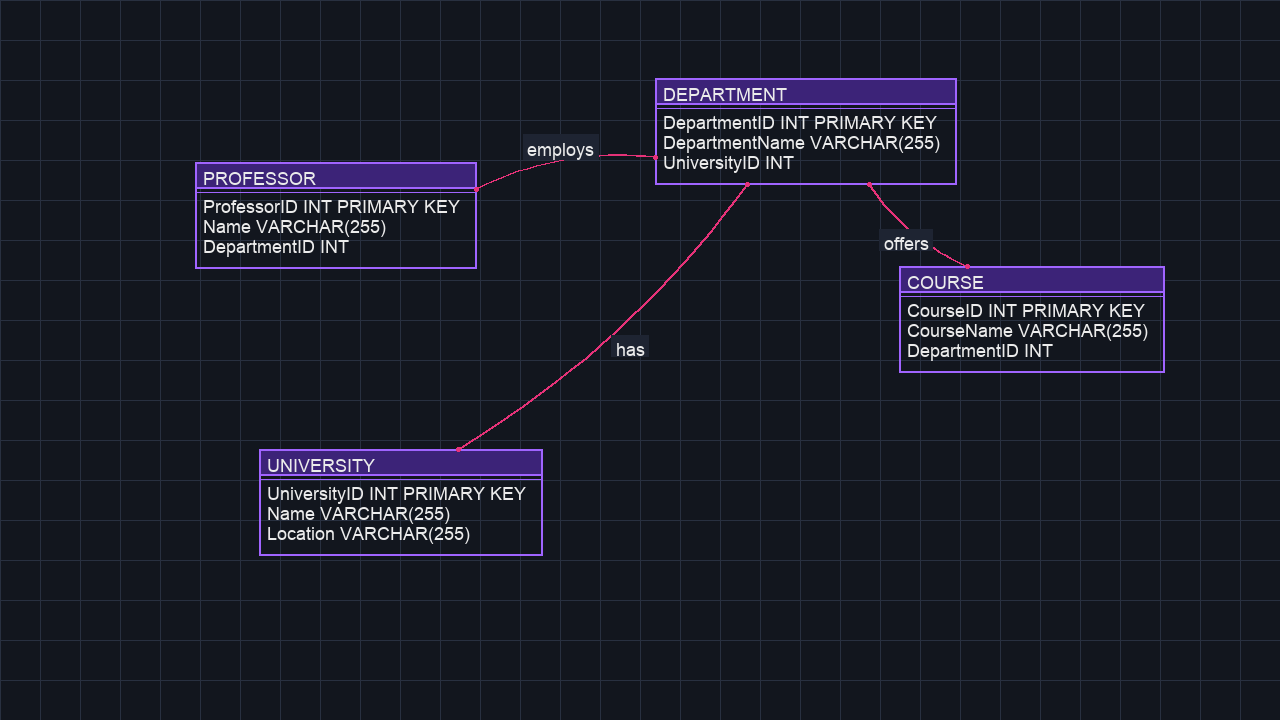 DEPARTMENT
DepartmentID INT PRIMARY KEY
DepartmentName VARCHAR(255)
UniversityID INT
employs
PROFESSOR
ProfessorID INT PRIMARY KEY
Name VARCHAR(255)
DepartmentID INT
offers
COURSE
CourseID INT PRIMARY KEY
CourseName VARCHAR(255)
DepartmentID INT
has
UNIVERSITY
UniversityID INT PRIMARY KEY
Name VARCHAR(255)
Location VARCHAR(255)